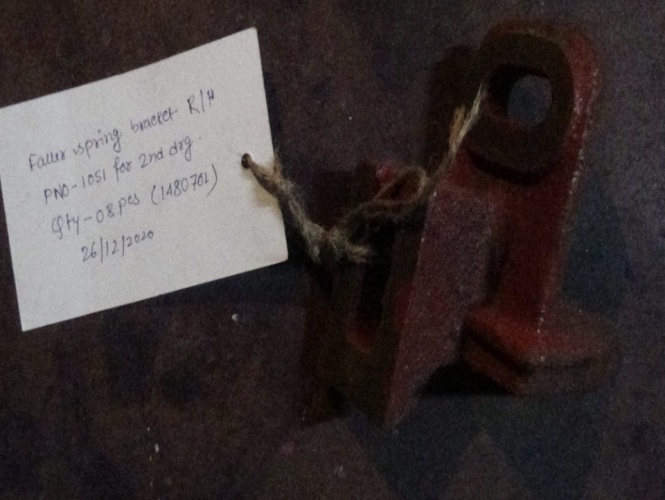 Faller spring bracket R/H
PNO-1051 for 2nd drg.
Qty-08 pcs (1480761)
26/12/2020